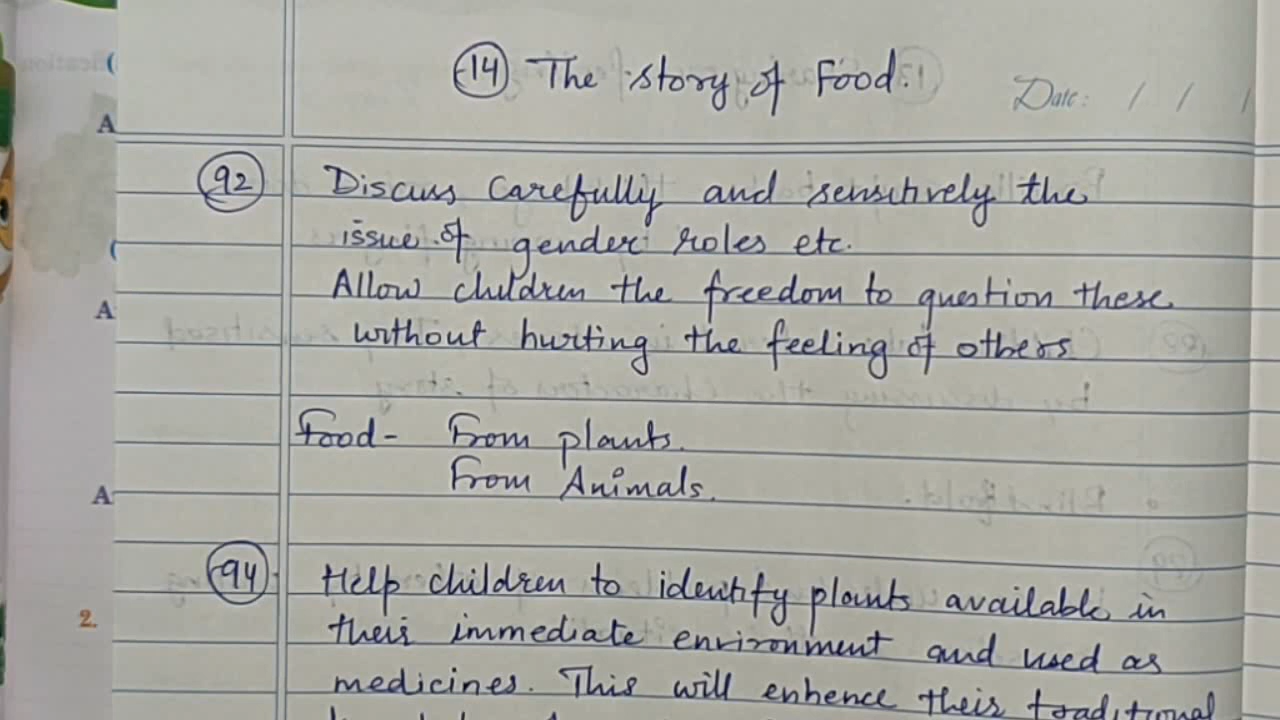 14 The story of Food.
Date: / / /
92 Discuss Carefully and sensitively the
issue of gender roles etc.
Allow children the freedom to question these
without hurting the feeling of others
Food - From plants.
From Animals.
94 Help children to identify plants available in
their immediate environment and used as
medicines. This will enhence their traditional
A
(
A
A
2.